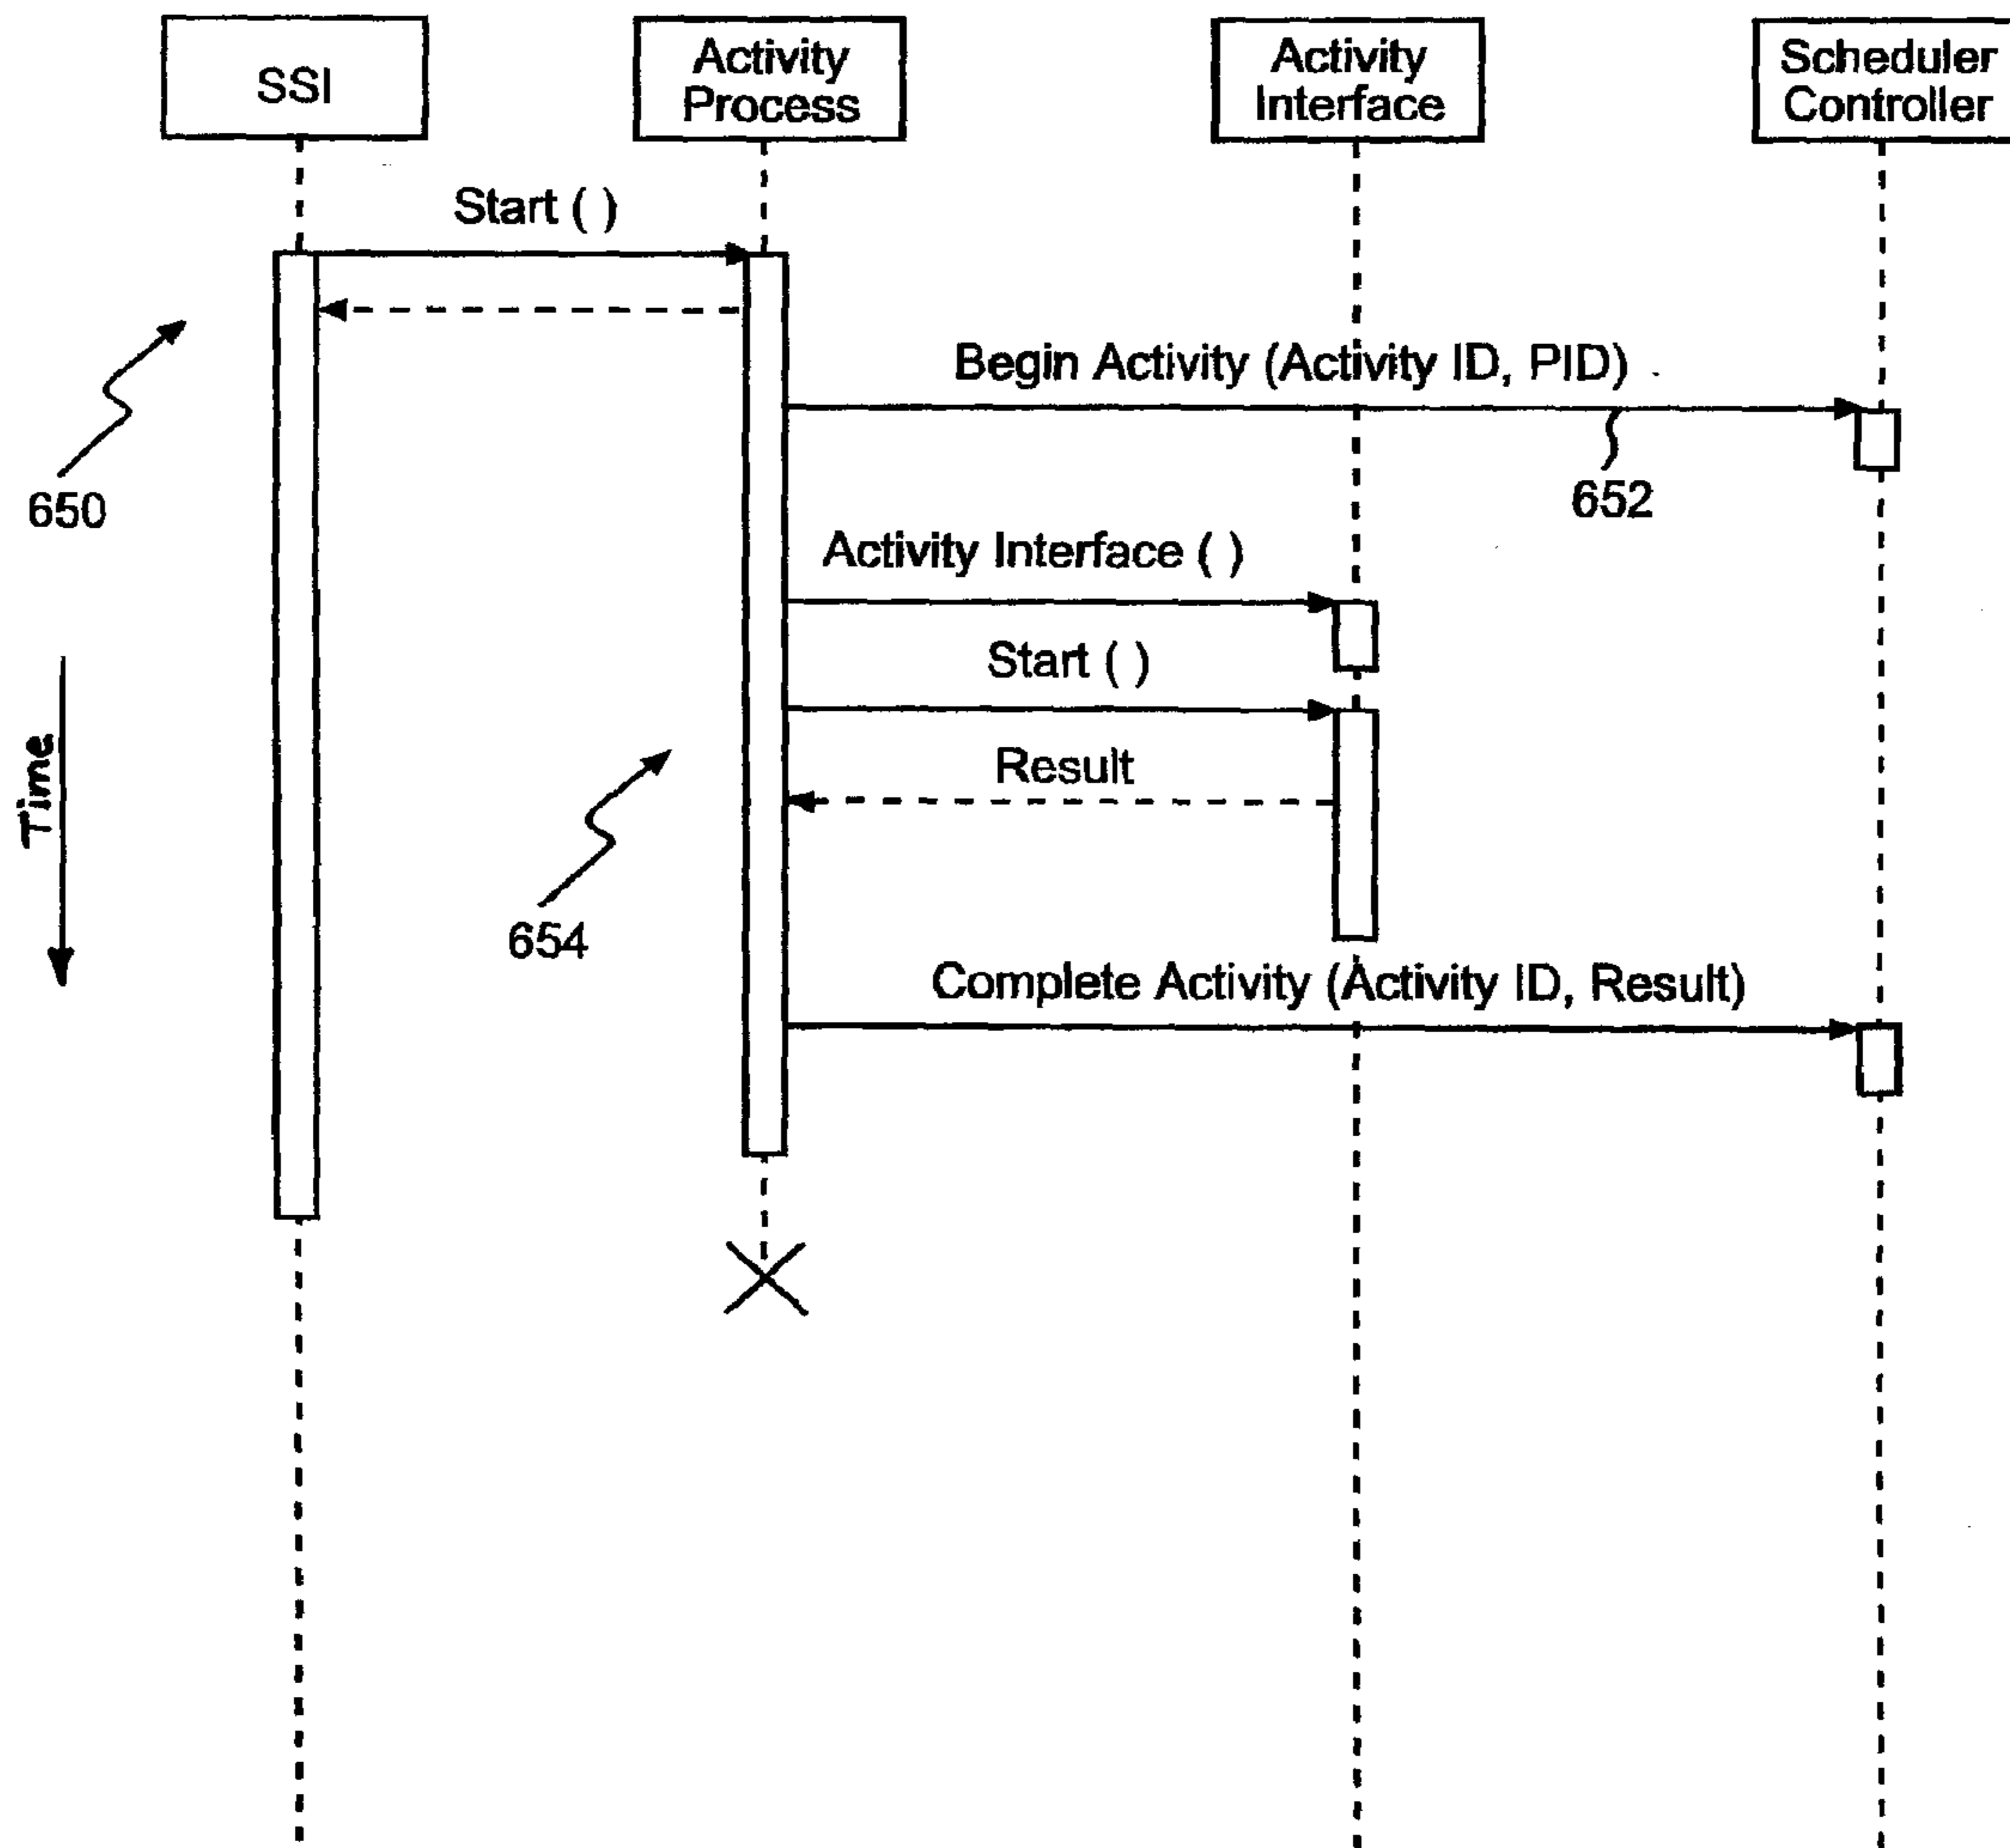 SSI
Activity
Process
Activity
Interface
Scheduler
Controller
Start ( )
Begin Activity (Activity ID, PID)
650
652
Activity Interface ( )
Start ( )
Time
Result
654
Complete Activity (Activity ID, Result)